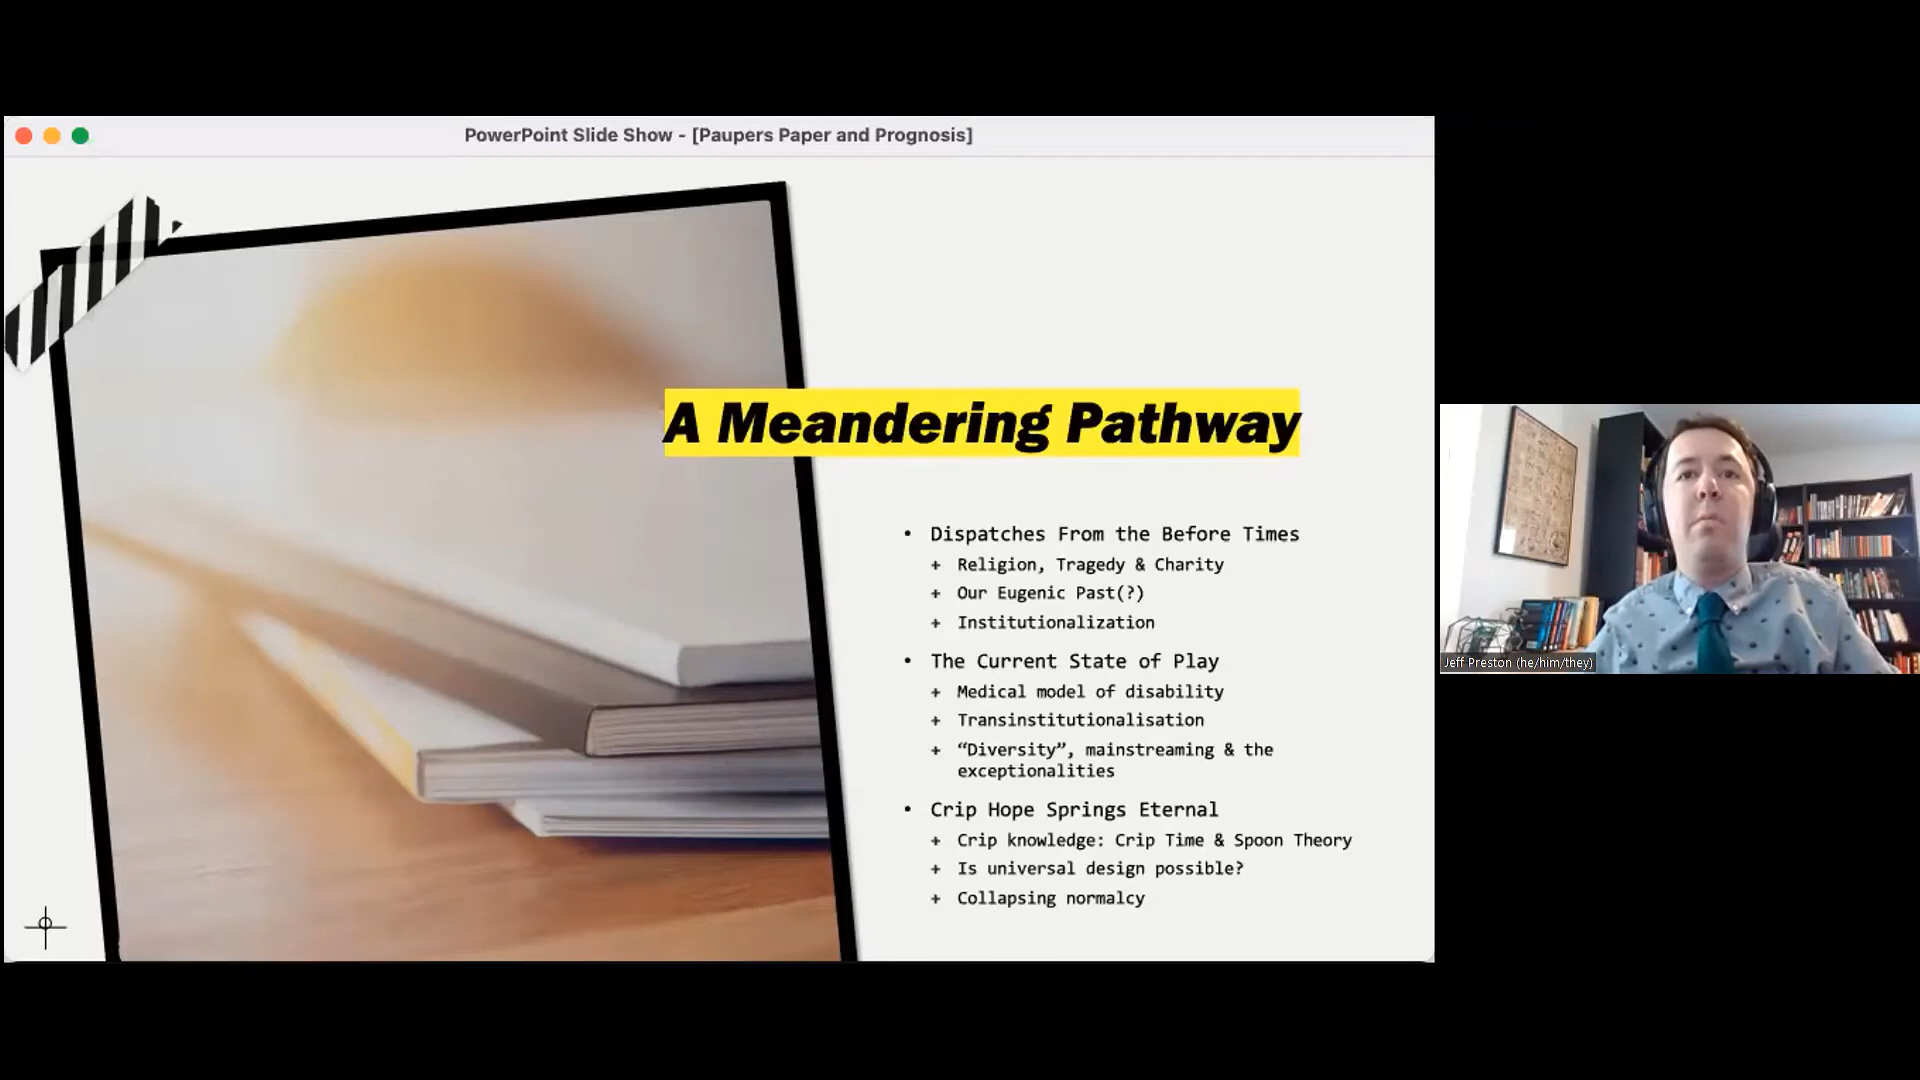 PowerPoint Slide Show - [Paupers Paper and Prognosis]
A Meandering Pathway
• Dispatches From the Before Times
+ Religion, Tragedy & Charity
+ Our Eugenic Past(?)
+ Institutionalization
• The Current State of Play
+ Medical model of disability
+ Transinstitutionalisation
+ “Diversity”, mainstreaming & the
exceptionalities
• Crip Hope Springs Eternal
+ Crip knowledge: Crip Time & Spoon Theory
+ Is universal design possible?
+ Collapsing normalcy
Jeff Preston (he/him/they)